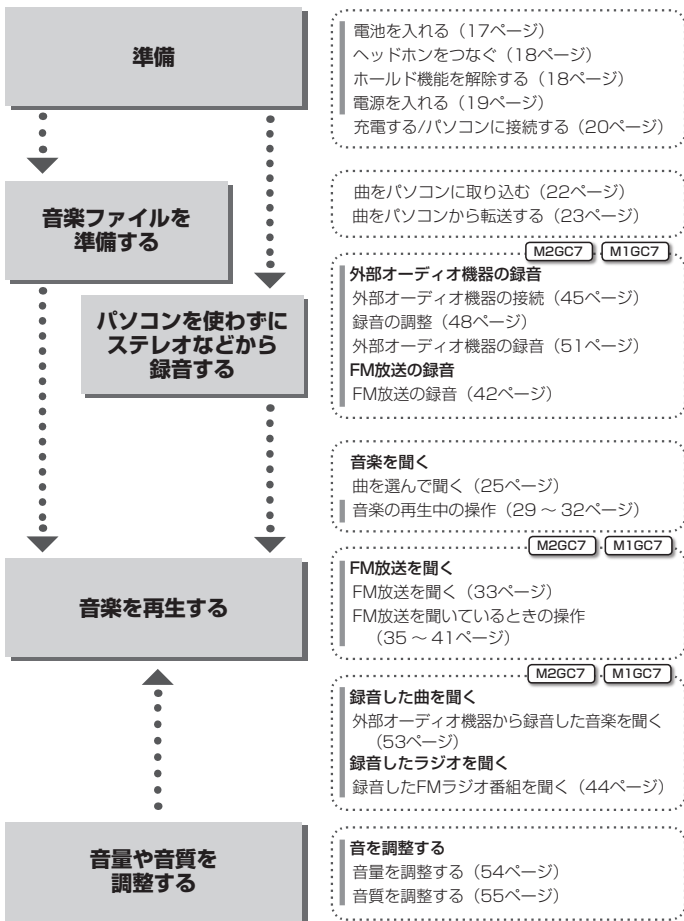 準備
電池を入れる（17ページ）
ヘッドホンをつなぐ（18ページ）
ホールド機能を解除する（18ページ）
電源を入れる（19ページ）
充電する/パソコンに接続する（20ページ）
音楽ファイルを
準備する
曲をパソコンに取り込む（22ページ）
曲をパソコンから転送する（23ページ）
パソコンを使わずに
ステレオなどから
録音する
M2GC7 M1GC7
外部オーディオ機器の録音
外部オーディオ機器の接続（45ページ）
録音の調整（48ページ）
外部オーディオ機器の録音（51ページ）
FM放送の録音
FM放送の録音（42ページ）
音楽を再生する
音楽を聞く
曲を選んで聞く（25ページ）
音楽の再生中の操作（29 ～ 32ページ）
M2GC7 M1GC7
FM放送を聞く
FM放送を聞く（33ページ）
FM放送を聞いているときの操作
（35 ～ 41ページ）
M2GC7 M1GC7
録音した曲を聞く
外部オーディオ機器から録音した音楽を聞く
（53ページ）
録音したラジオを聞く
録音したFMラジオ番組を聞く（44ページ）
音量や音質を
調整する
音を調整する
音量を調整する（54ページ）
音質を調整する（55ページ）